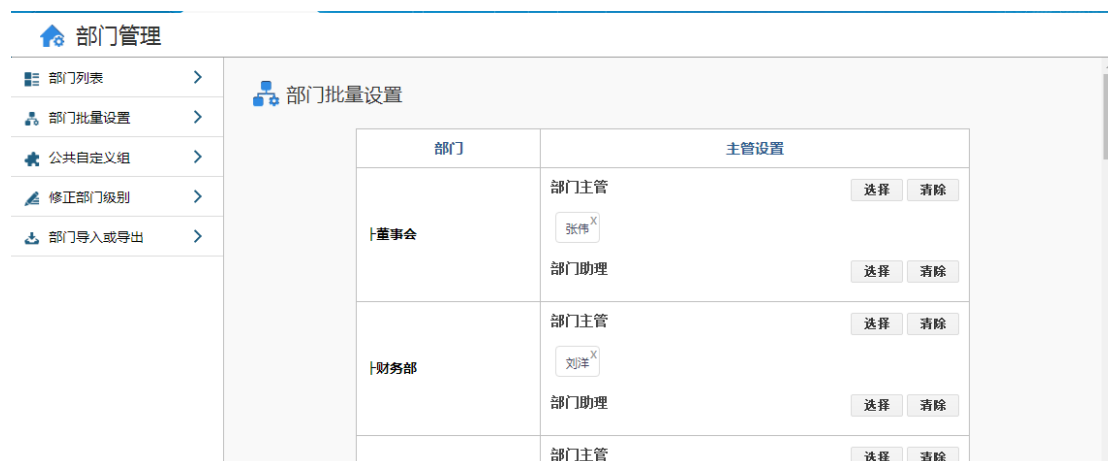 部门管理
部门列表
部门批量设置
公共自定义组
修正部门级别
部门导入或导出
部门批量设置
部门 主管设置
部门主管 选择 清除
张伟 X
├董事会
部门助理 选择 清除
部门主管 选择 清除
刘洋 X
├财务部
部门助理 选择 清除
部门主管 选择 清除